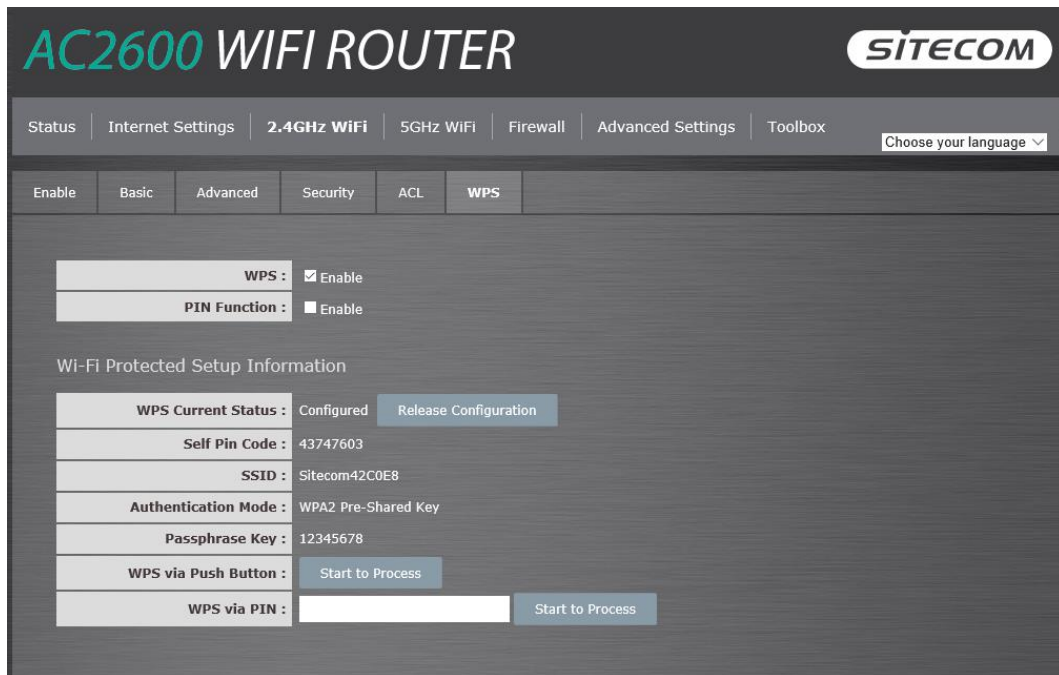 AC2600 WIFI ROUTER
SITECOM
Status Internet Settings 2.4GHz WiFi 5GHz WiFi Firewall Advanced Settings Toolbox
Choose your language
Enable Basic Advanced Security ACL WPS
WPS : Enable
PIN Function : Enable
Wi-Fi Protected Setup Information
WPS Current Status : Configured Release Configuration
Self Pin Code : 43747603
SSID : Sitecom42C0E8
Authentication Mode : WPA2 Pre-Shared Key
Passphrase Key : 12345678
WPS via Push Button : Start to Process
WPS via PIN : Start to Process